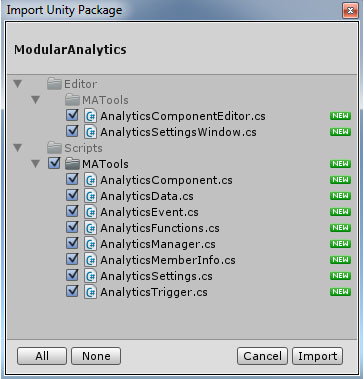 Import Unity Package
ModularAnalytics
Editor
MATools
AnalyticsComponentEditor.cs NEW
AnalyticsSettingsWindow.cs NEW
Scripts
MATools
AnalyticsComponent.cs NEW
AnalyticsData.cs NEW
AnalyticsEvent.cs NEW
AnalyticsFunctions.cs NEW
AnalyticsManager.cs NEW
AnalyticsMemberInfo.cs NEW
AnalyticsSettings.cs NEW
AnalyticsTrigger.cs NEW
All None Cancel Import